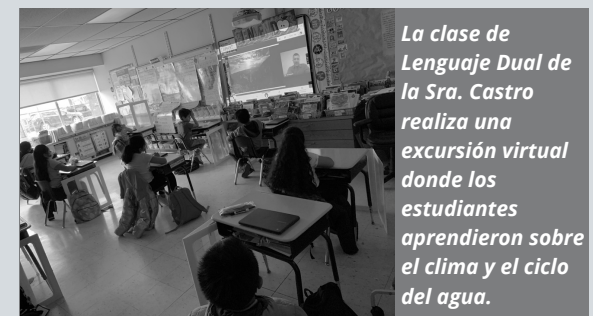 La clase de
Lenguaje Dual de
la Sra. Castro
realiza una
excursión virtual
donde los
estudiantes
aprendieron sobre
el clima y el ciclo
del agua.